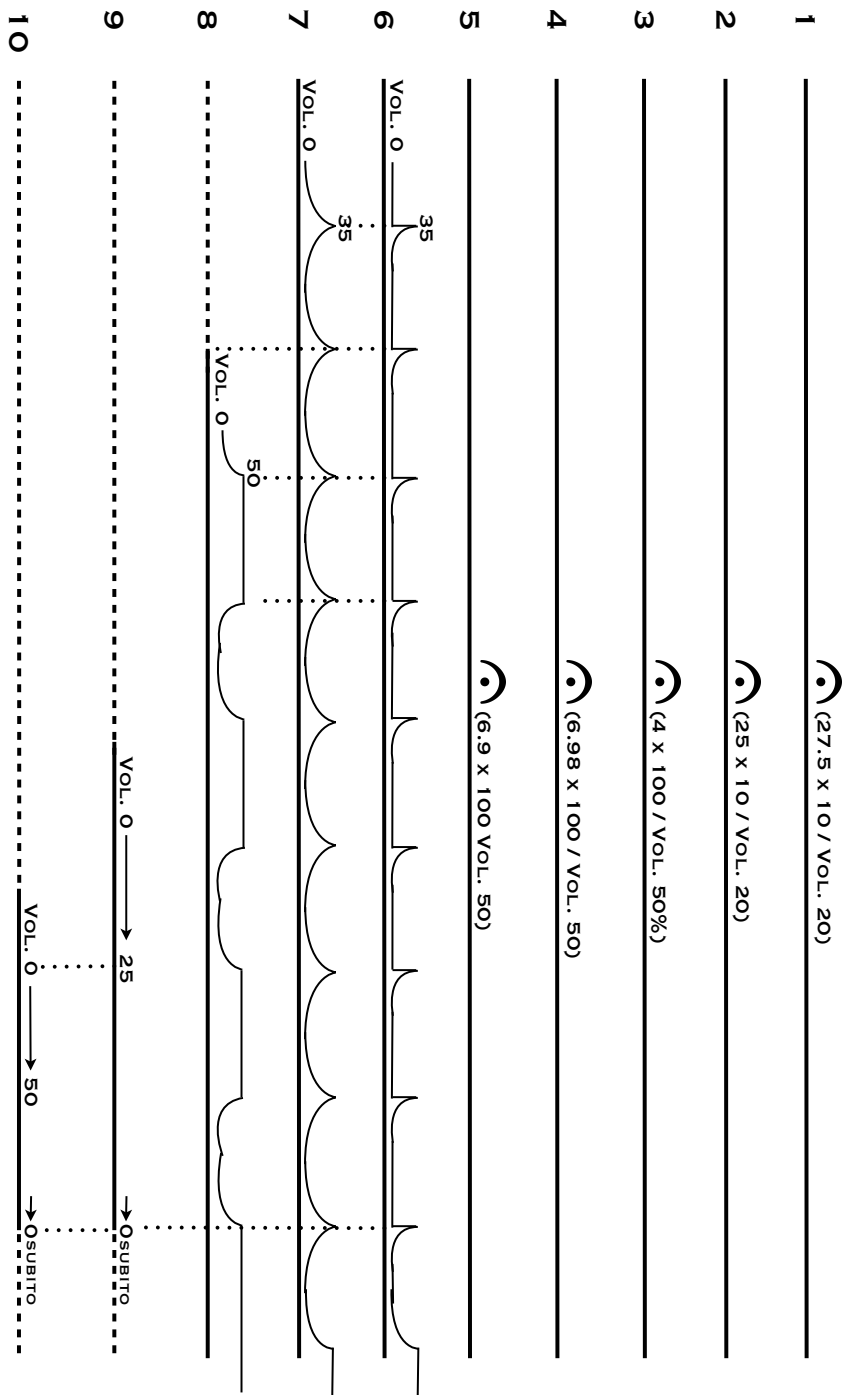 1
(27.5 x 10 / Vol. 20)
2
(25 x 10 / Vol. 20)
3
(4 x 100 / Vol. 50%)
4
(6.98 x 100 / Vol. 50)
5
(6.9 x 100 Vol. 50)
6
Vol. 0 35
7
Vol. 0 35
8
Vol. 0 50
9
Vol. 0 25 0subito
10
Vol. 0 50 0subito